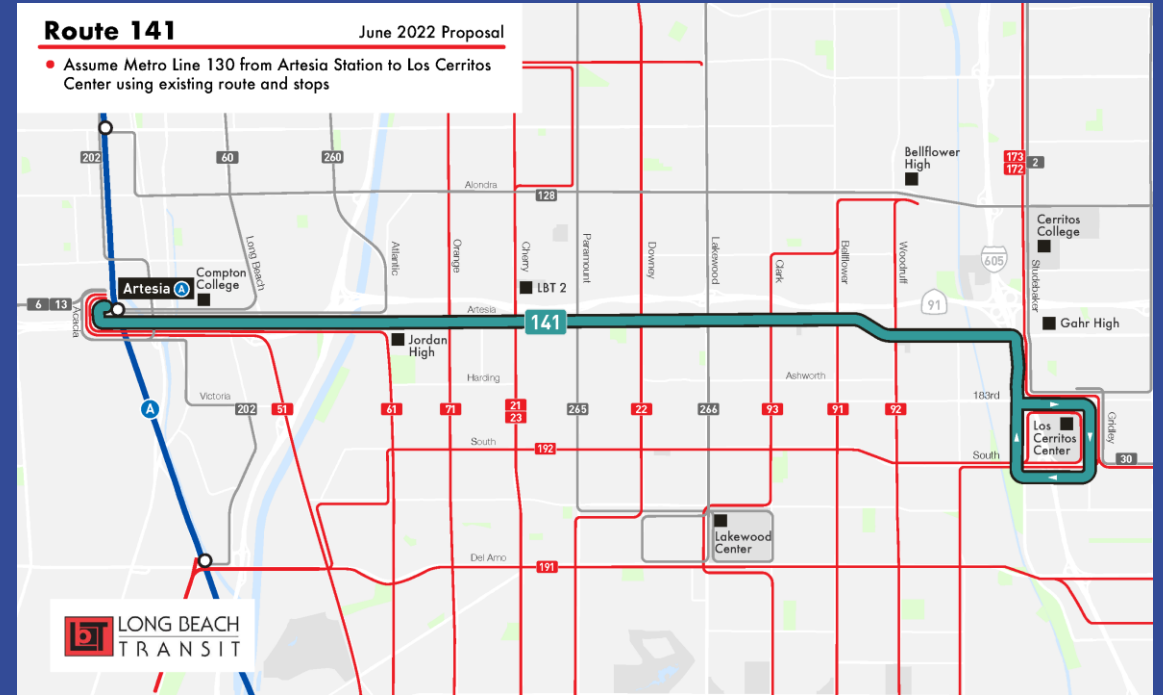 Route 141
June 2022 Proposal
Assume Metro Line 130 from Artesia Station to Los Cerritos
Center using existing route and stops
202
60
260
Alondra
128
Bellflower
High
173
172
2
Cerritos
College
Long Beach
Atlantic
Orange
Cherry
Paramount
Downey
Lakewood
Clark
Bellflower
Woodruff
Studebaker
605
Compton
College
Artesia A
LBT 2
6
13
Acacia
Artesia
141
91
Gahr High
Jordan
High
Harding
Ashworth
Victoria
183rd
A
202
51
61
71
21
23
265
22
266
93
91
92
Los
Cerritos
Center
Gridley
South
192
South
30
Lakewood
Center
Del Amo
191
LONG BEACH
TRANSIT